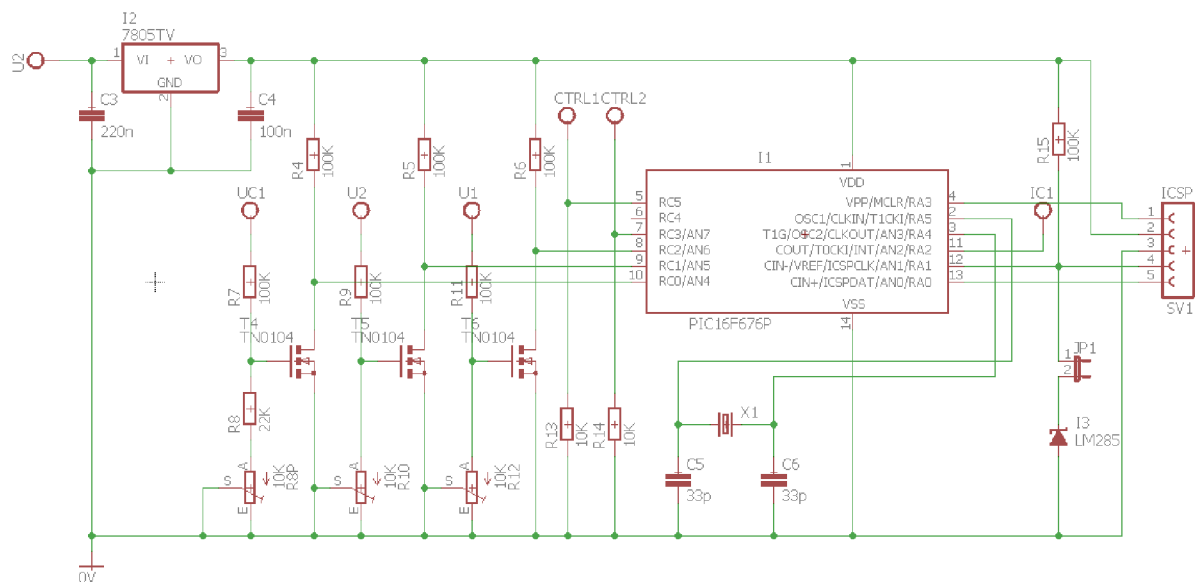 I2
7805TV
U2
1
VI
+
VO
3
GND
2
C3
220n
C4
100n
R4
100K
R5
100K
R6
100K
CTRL1
CTRL2
R15
100K
I1
1
VDD
UC1
U2
U1
5
RC5
6
RC4
7
RC3/AN7
8
RC2/AN6
9
RC1/AN5
10
RC0/AN4
VPP/MCLR/RA3
4
OSC1/CLKIN/T1CKI/RA5
2
T1G/OSC2/CLKOUT/AN3/RA4
3
COUT/T0CKI/INT/AN2/RA2
11
CIN-/VREF/ICSPCLK/AN1/RA1
12
CIN+/ICSPDAT/AN0/RA0
13
VSS
14
PIC16F676P
IC1
ICSP
1
2
3
+
4
5
SV1
R7
100K
R9
100K
R11
100K
T4
TN0104
T5
TN0104
T6
TN0104
JP1
1
2
R8
22K
R13
10K
R14
10K
X1
I3
LM285
A
S
E
10K
R8P
A
S
E
10K
R10
A
S
E
10K
R12
C5
33p
C6
33p
0V